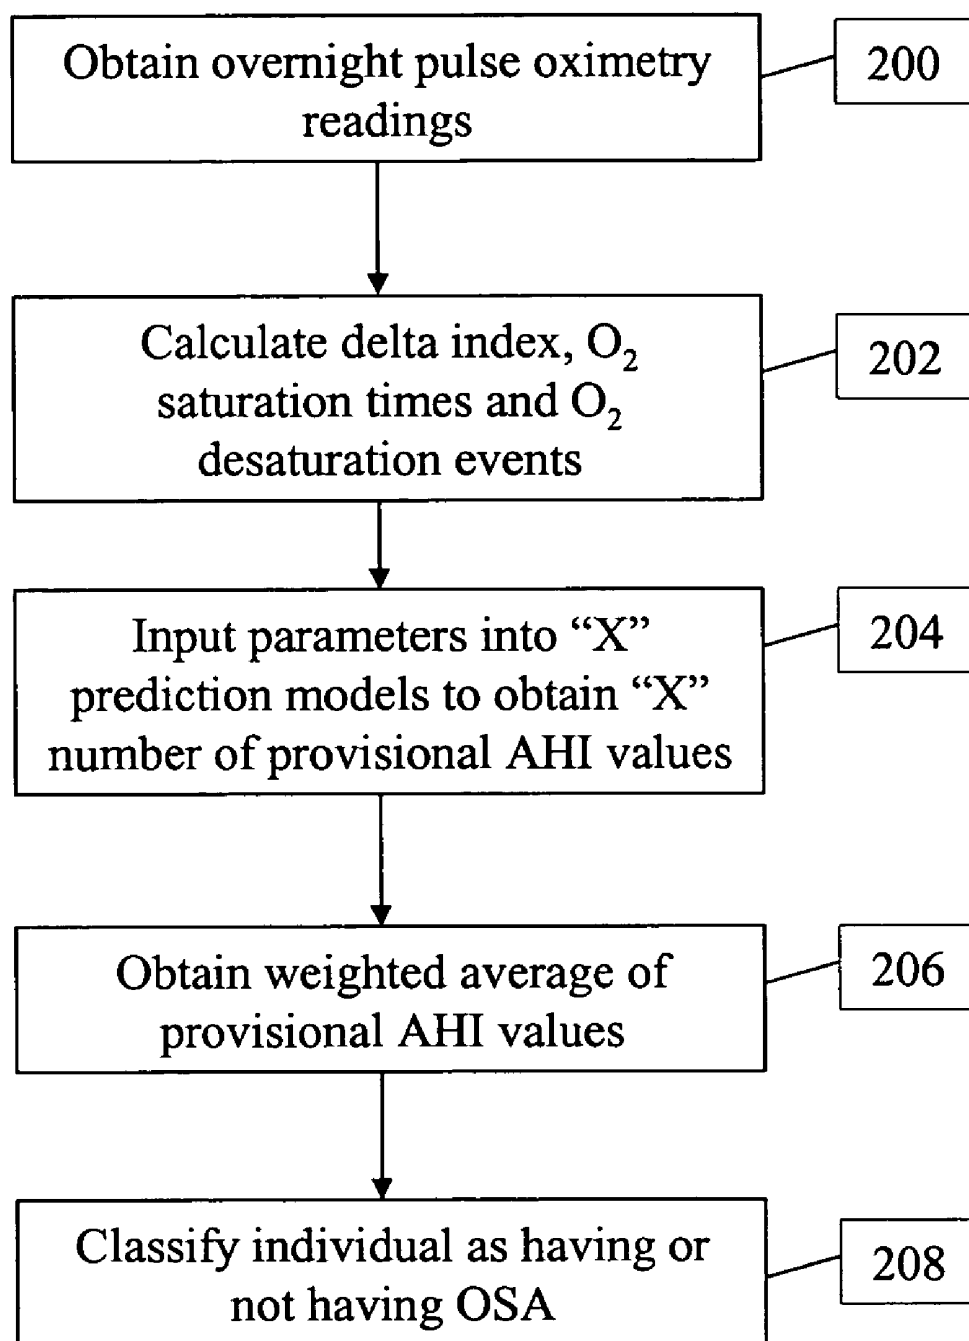 Obtain overnight pulse oximetry
readings
200
Calculate delta index, O₂
saturation times and O₂
desaturation events
202
Input parameters into “X”
prediction models to obtain “X”
number of provisional AHI values
204
Obtain weighted average of
provisional AHI values
206
Classify individual as having or
not having OSA
208